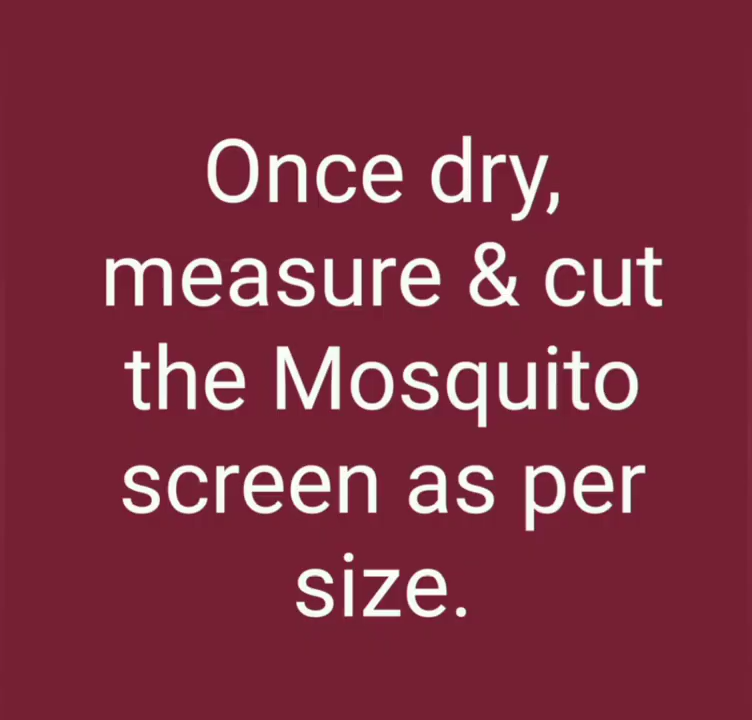 Once dry,
measure & cut
the Mosquito
screen as per
size.